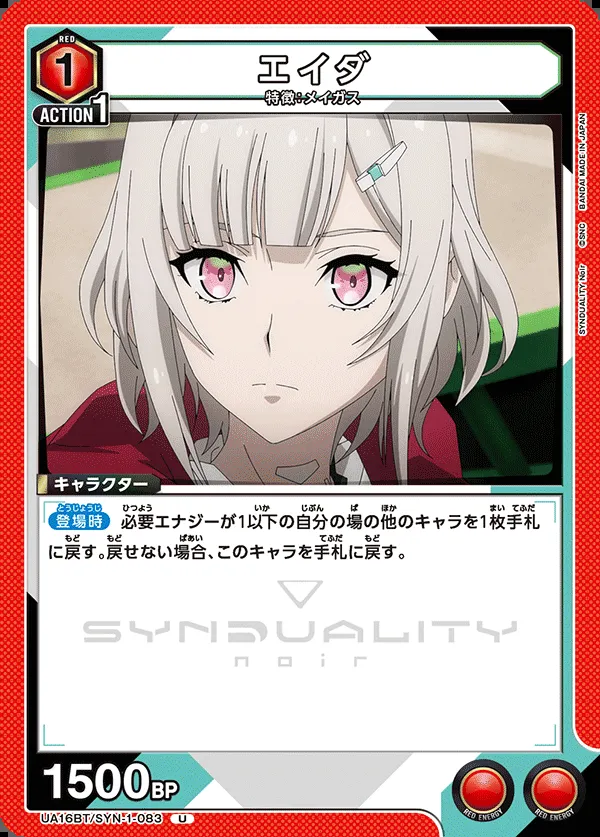 RED
1
ACTION1
エイダ
特徴：メイガス
SYNDUALITY Noir ©SNC BANDAI MADE IN JAPAN
キャラクター
登場時 必要エナジーが1以下の自分の場の他のキャラを1枚手札
に戻す。戻せない場合、このキャラを手札に戻す。
SYNDUALITY
noir
1500BP
RED ENERGY RED ENERGY
UA16BT/SYN-1-083 U